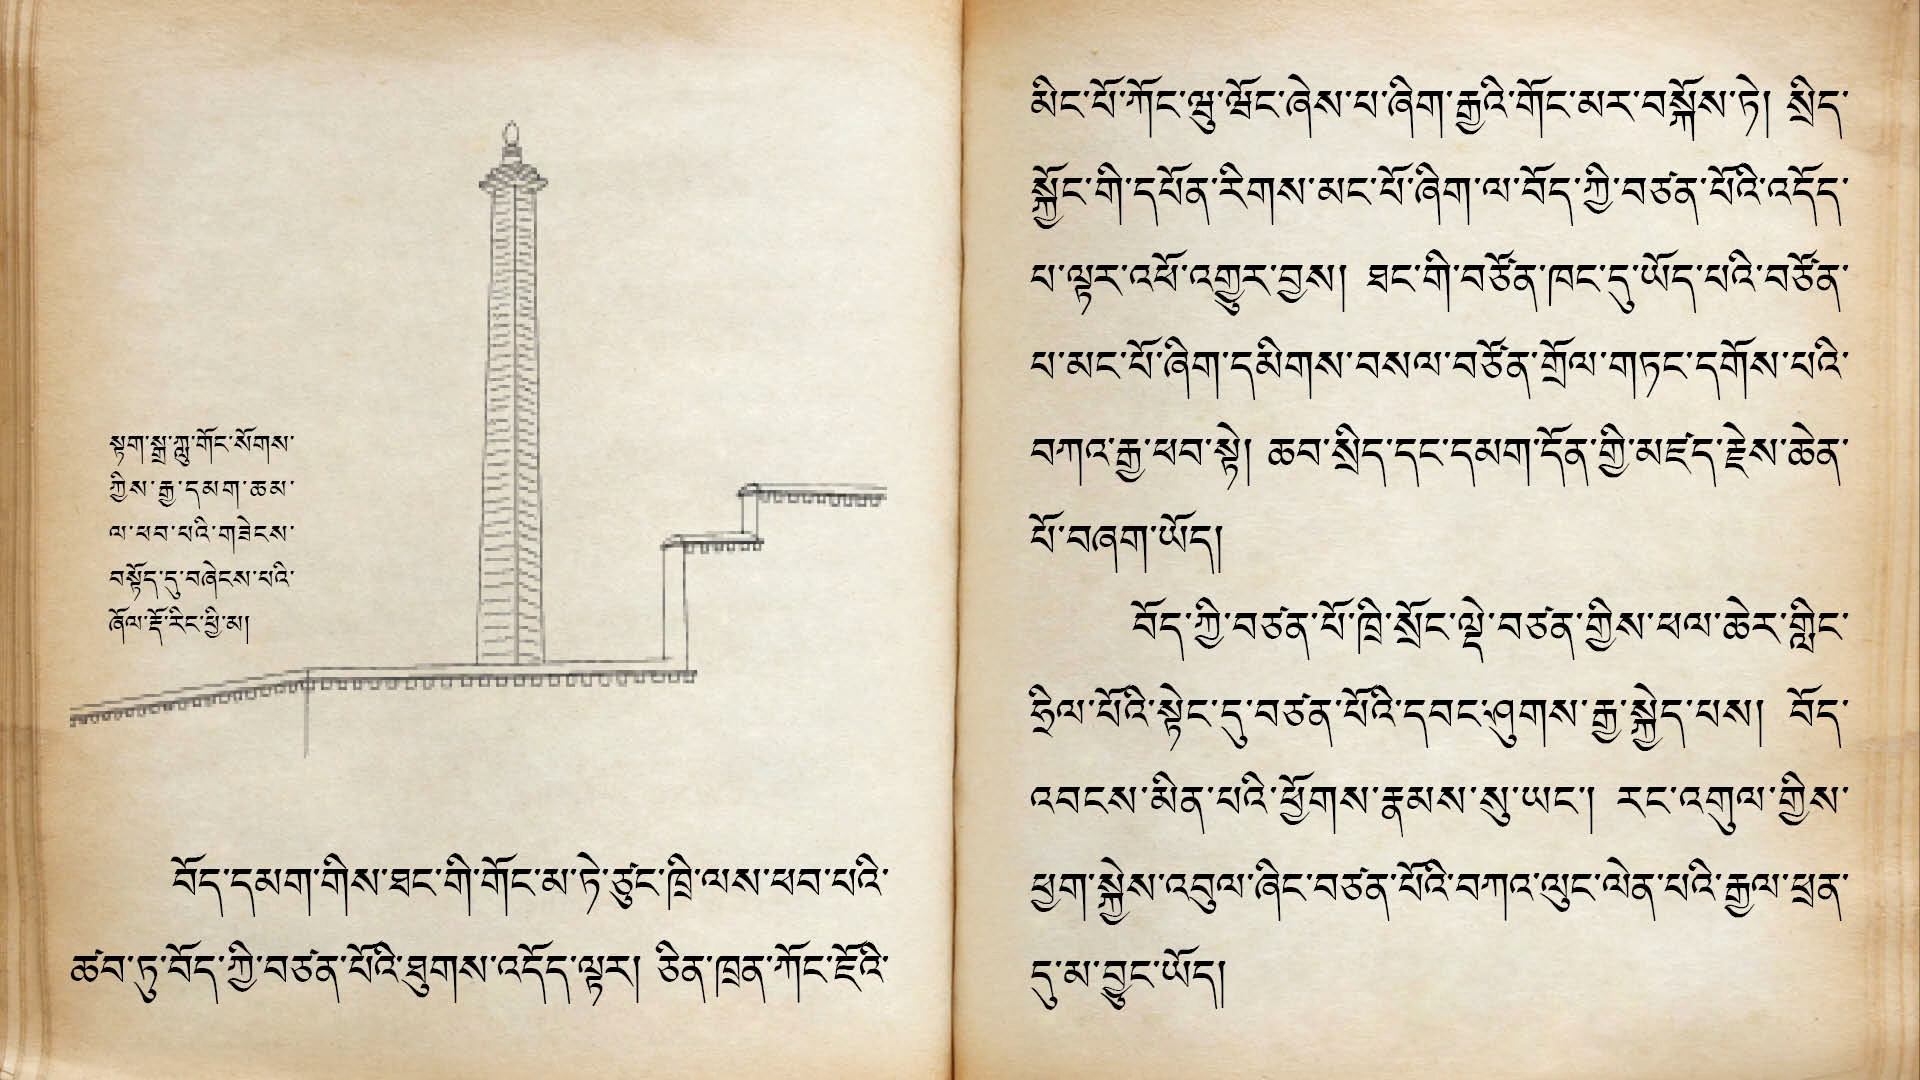 སྟག་སྒྲ་ཀླུ་གོང་སོགས་
ཀྱིས་རྒྱ་དམག་ཆམ་
ལ་ཕབ་པའི་གཟེངས་
བསྟོད་དུ་བཞེངས་པའི་
ཞོལ་རྡོ་རིང་ཕྱི་མ།
བོད་དམག་གིས་ཐང་གི་གོང་མ་ཏེ་ཙུང་ཁྲི་ལས་ཕབ་པའི་
ཚབ་ཏུ་བོད་ཀྱི་བཙན་པོའི་ཐུགས་འདོད་ལྟར། ཅིན་ཁྲན་ཀོང་ཇོའི་
མིང་པོ་ཀོང་ཝུ་ཝོང་ཞེས་པ་ཞིག་རྒྱའི་གོང་མར་བསྐོས་ཏེ། སྲིད་
སྐྱོང་གི་དཔོན་རིགས་མང་པོ་ཞིག་ལ་བོད་ཀྱི་བཙན་པོའི་འདོད་
པ་ལྟར་འཕོ་འགྱུར་བྱས། ཐང་གི་བཙོན་ཁང་དུ་ཡོད་པའི་བཙོན་
པ་མང་པོ་ཞིག་དམིགས་བསལ་བཙོན་གྲོལ་གཏང་དགོས་པའི་
བཀའ་རྒྱ་ཕབ་སྟེ། ཆབ་སྲིད་དང་དམག་དོན་གྱི་མཛད་རྗེས་ཆེན་
པོ་བཞག་ཡོད།
བོད་ཀྱི་བཙན་པོ་ཁྲི་སྲོང་ལྡེ་བཙན་གྱིས་ཕལ་ཆེར་གླིང་
ཧྲིལ་པོའི་སྟེང་དུ་བཙན་པོའི་དབང་ཤུགས་རྒྱ་སྐྱེད་པས། བོད་
འབངས་མིན་པའི་ཕྱོགས་རྣམས་སུ་ཡང་། རང་འགུལ་གྱིས་
ཕྱག་སྐྱེས་འབུལ་ཞིང་བཙན་པོའི་བཀའ་ལུང་ལེན་པའི་རྒྱལ་ཕྲན་
དུ་མ་བྱུང་ཡོད།